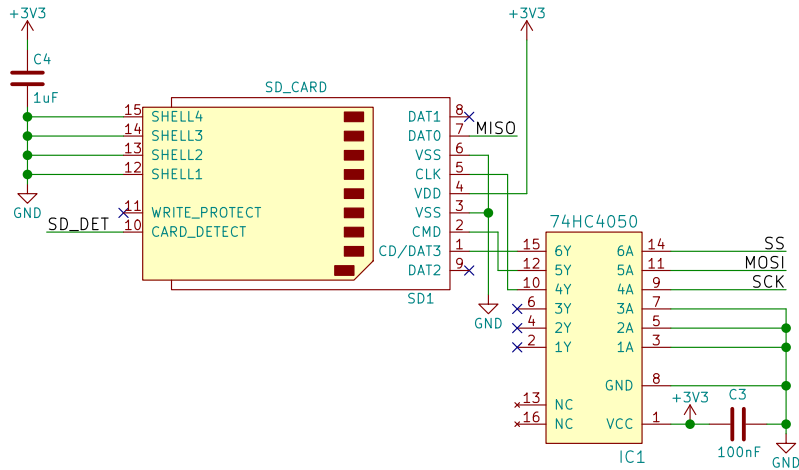 +3V3
C4
1uF
GND
SD_DET
SD_CARD
15 SHELL4
14 SHELL3
13 SHELL2
12 SHELL1
11 WRITE_PROTECT
10 CARD_DETECT
DAT1 8
DAT0 7 MISO
VSS 6
CLK 5
VDD 4
VSS 3
CMD 2
CD/DAT3 1
DAT2 9
SD1
+3V3
GND
74HC4050
15 6Y 6A 14 SS
12 5Y 5A 11 MOSI
10 4Y 4A 9 SCK
6 3Y 3A 7
4 2Y 2A 5
2 1Y 1A 3
GND 8
13 NC
16 NC VCC 1
IC1
+3V3
C3
100nF
GND